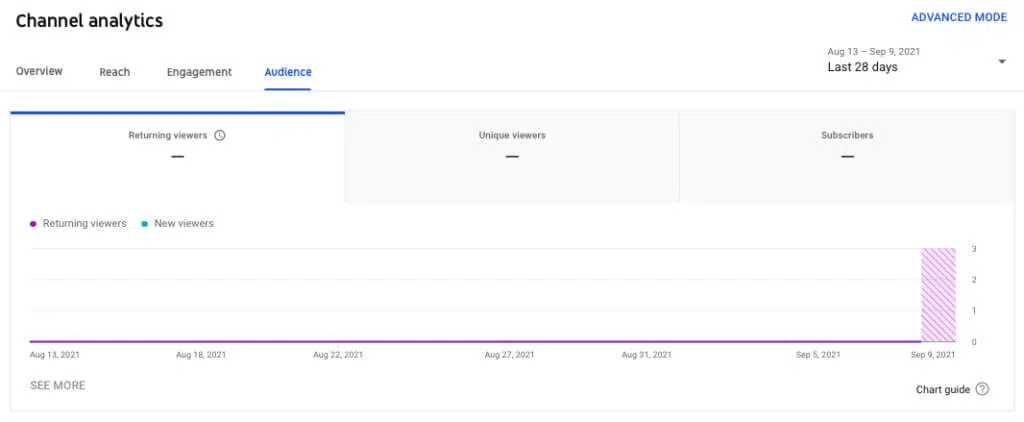 Channel analytics
ADVANCED MODE
Overview
Reach
Engagement
Audience
Aug 13 – Sep 9, 2021
Last 28 days
Returning viewers
—
Unique viewers
—
Subscribers
—
Returning viewers
New viewers
3
2
1
0
Aug 13, 2021
Aug 18, 2021
Aug 22, 2021
Aug 27, 2021
Aug 31, 2021
Sep 5, 2021
Sep 9, 2021
SEE MORE
Chart guide ?